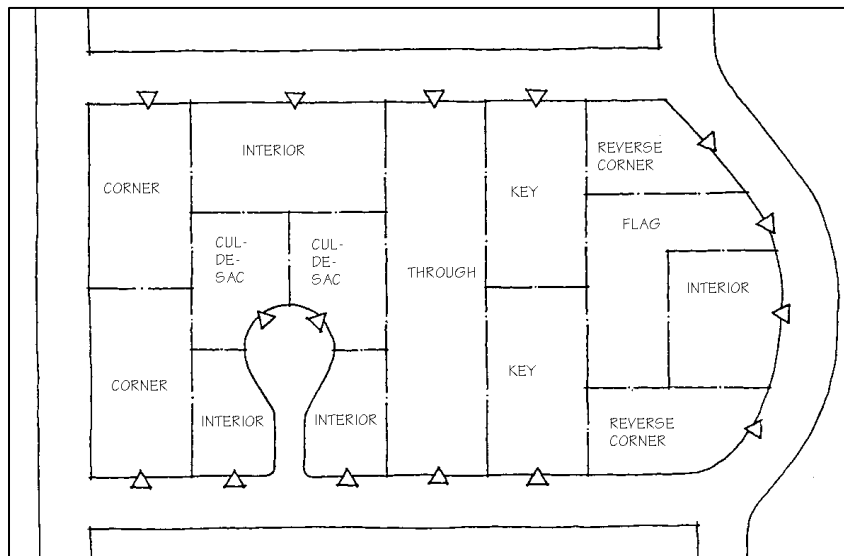 INTERIOR
REVERSE
CORNER
CORNER
KEY
FLAG
CUL-
DE-
SAC
CUL-
DE-
SAC
THROUGH
INTERIOR
CORNER
KEY
INTERIOR
INTERIOR
REVERSE
CORNER